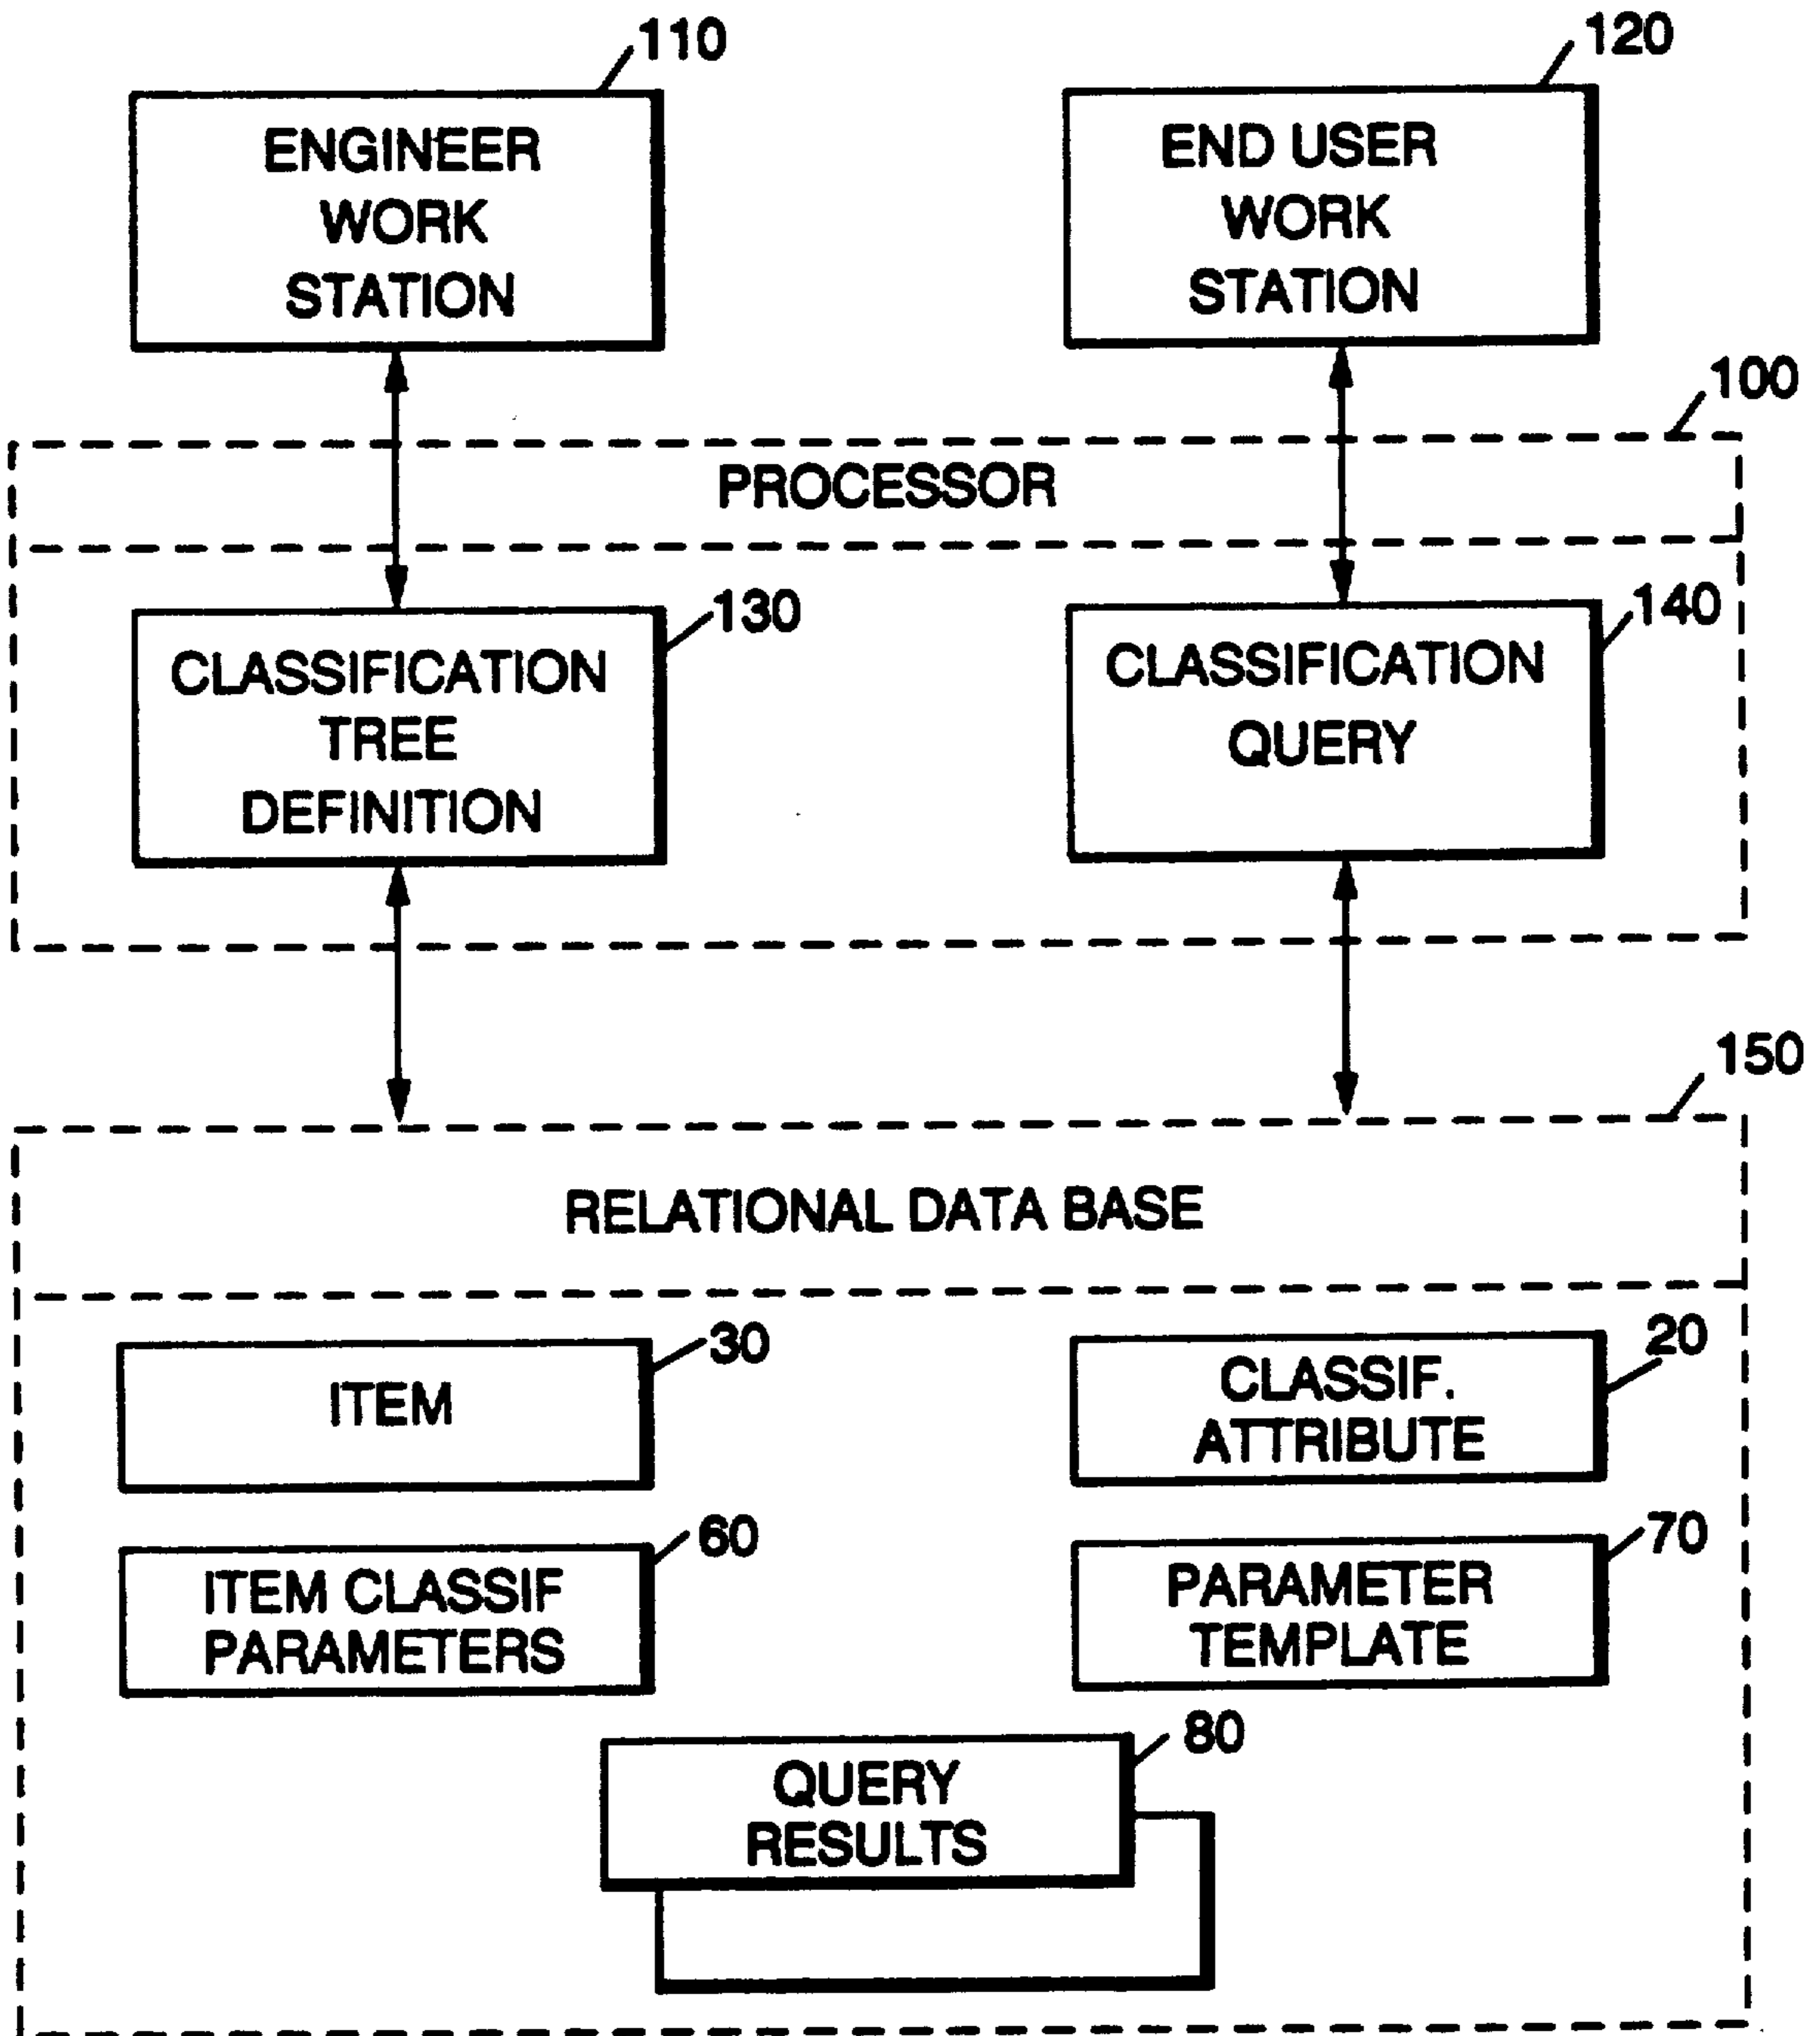 110
120
ENGINEER
WORK
STATION
END USER
WORK
STATION
100
PROCESSOR
130
140
CLASSIFICATION
TREE
DEFINITION
CLASSIFICATION
QUERY
150
RELATIONAL DATA BASE
30
20
ITEM
CLASSIF.
ATTRIBUTE
60
70
ITEM CLASSIF
PARAMETERS
PARAMETER
TEMPLATE
80
QUERY
RESULTS